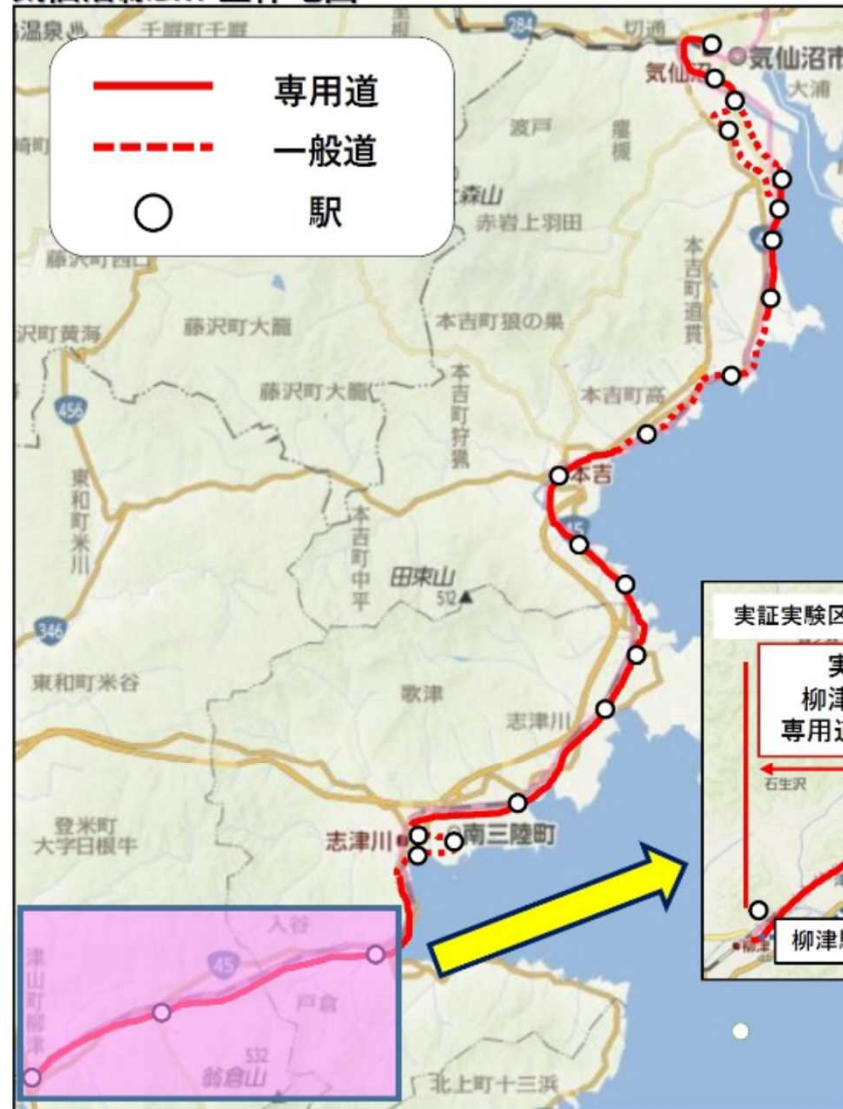 284
切通
温泉
千厩町千厩
気仙沼市
気仙沼
大浦
専用道
一般道
駅
渡戸
森山
赤岩上羽田
藤沢町西口
本吉町道貫
沢町黄海
藤沢町大籠
本吉町狼の巣
藤沢町大籠
本吉町狩猟
本吉町高
456
本吉
東和町米川
45
本吉町中平
田束山
512
346
東和町米谷
歌津
志津川
実証実験区
実
柳津
専用道
石生沢
登米町
大字日根牛
志津川
南三陸町
入谷
45
津山町柳津
戸倉
532
翁倉山
北上町十三浜
柳津
柳津駅